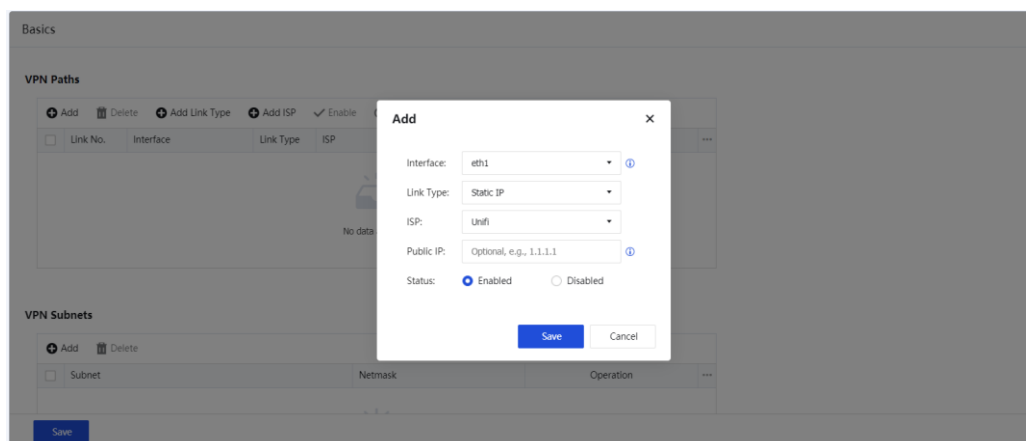 Basics
VPN Paths
Add Delete Add Link Type Add ISP Enable
Link No. Interface Link Type ISP
No data
Add
Interface: eth1
Link Type: Static IP
ISP: Unifi
Public IP: Optional, e.g., 1.1.1.1
Status: Enabled Disabled
Save Cancel
VPN Subnets
Add Delete
Subnet Netmask Operation
Save